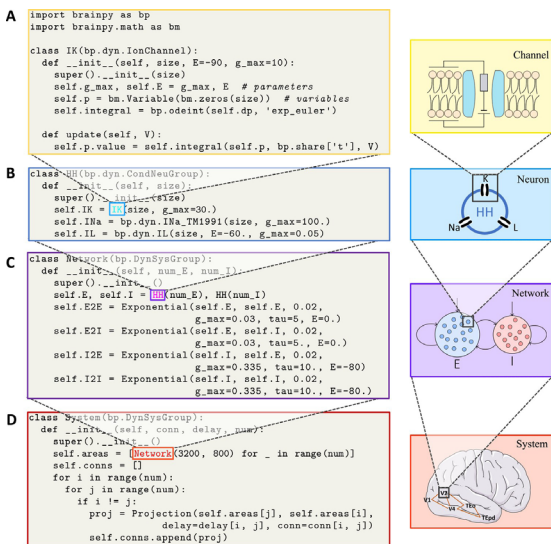 A
import brainpy as bp
import brainpy.math as bm
class IK(bp.dyn.IonChannel):
def __init__(self, size, E=-90, g_max=10):
super().__init__(size)
self.g_max, self.E = g_max, E # parameters
self.p = bm.Variable(bm.zeros(size)) # variables
self.integral = bp.odeint(self.dp, 'exp_euler')
def update(self, V):
self.p.value = self.integral(self.p, bp.share['t'], V)
B
class HH(bp.dyn.CondNeuGroup):
def __init__(self, size):
super().__init__(size)
self.IK = IK(size, g_max=30.)
self.INa = bp.dyn.INa_TM1991(size, g_max=100.)
self.IL = bp.dyn.IL(size, E=-60., g_max=0.05)
C
class Network(bp.DynSysGroup):
def __init__(self, num_E, num_I):
super().__init__()
self.E, self.I = HH(num_E), HH(num_I)
self.E2E = Exponential(self.E, self.E, 0.02,
g_max=0.03, tau=5, E=0.)
self.E2I = Exponential(self.E, self.I, 0.02,
g_max=0.03, tau=5., E=0.)
self.I2E = Exponential(self.I, self.E, 0.02,
g_max=0.335, tau=10., E=-80)
self.I2I = Exponential(self.I, self.I, 0.02,
g_max=0.335, tau=10., E=-80.)
D
class System(bp.DynSysGroup):
def __init__(self, conn, delay, num):
super().__init__()
self.areas = [Network(3200, 800) for _ in range(num)]
self.conns = []
for i in range(num):
for j in range(num):
if i != j:
proj = Projection(self.areas[j], self.areas[i],
delay=delay[i, j], conn=conn[i, j])
self.conns.append(proj)
Channel
Neuron
K
HH
Na
L
Network
E
I
System
V2
V1
V4
TEo
TEpd